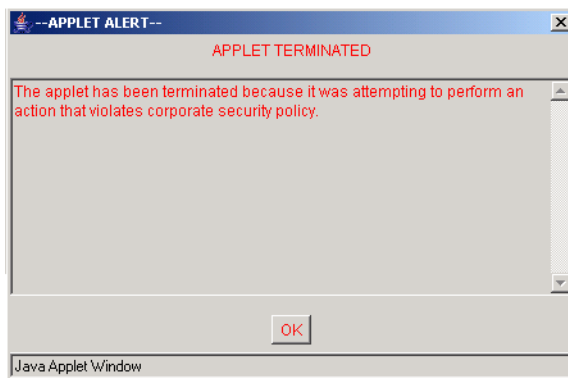 --APPLET ALERT--
APPLET TERMINATED
The applet has been terminated because it was attempting to perform an
action that violates corporate security policy.
OK
Java Applet Window